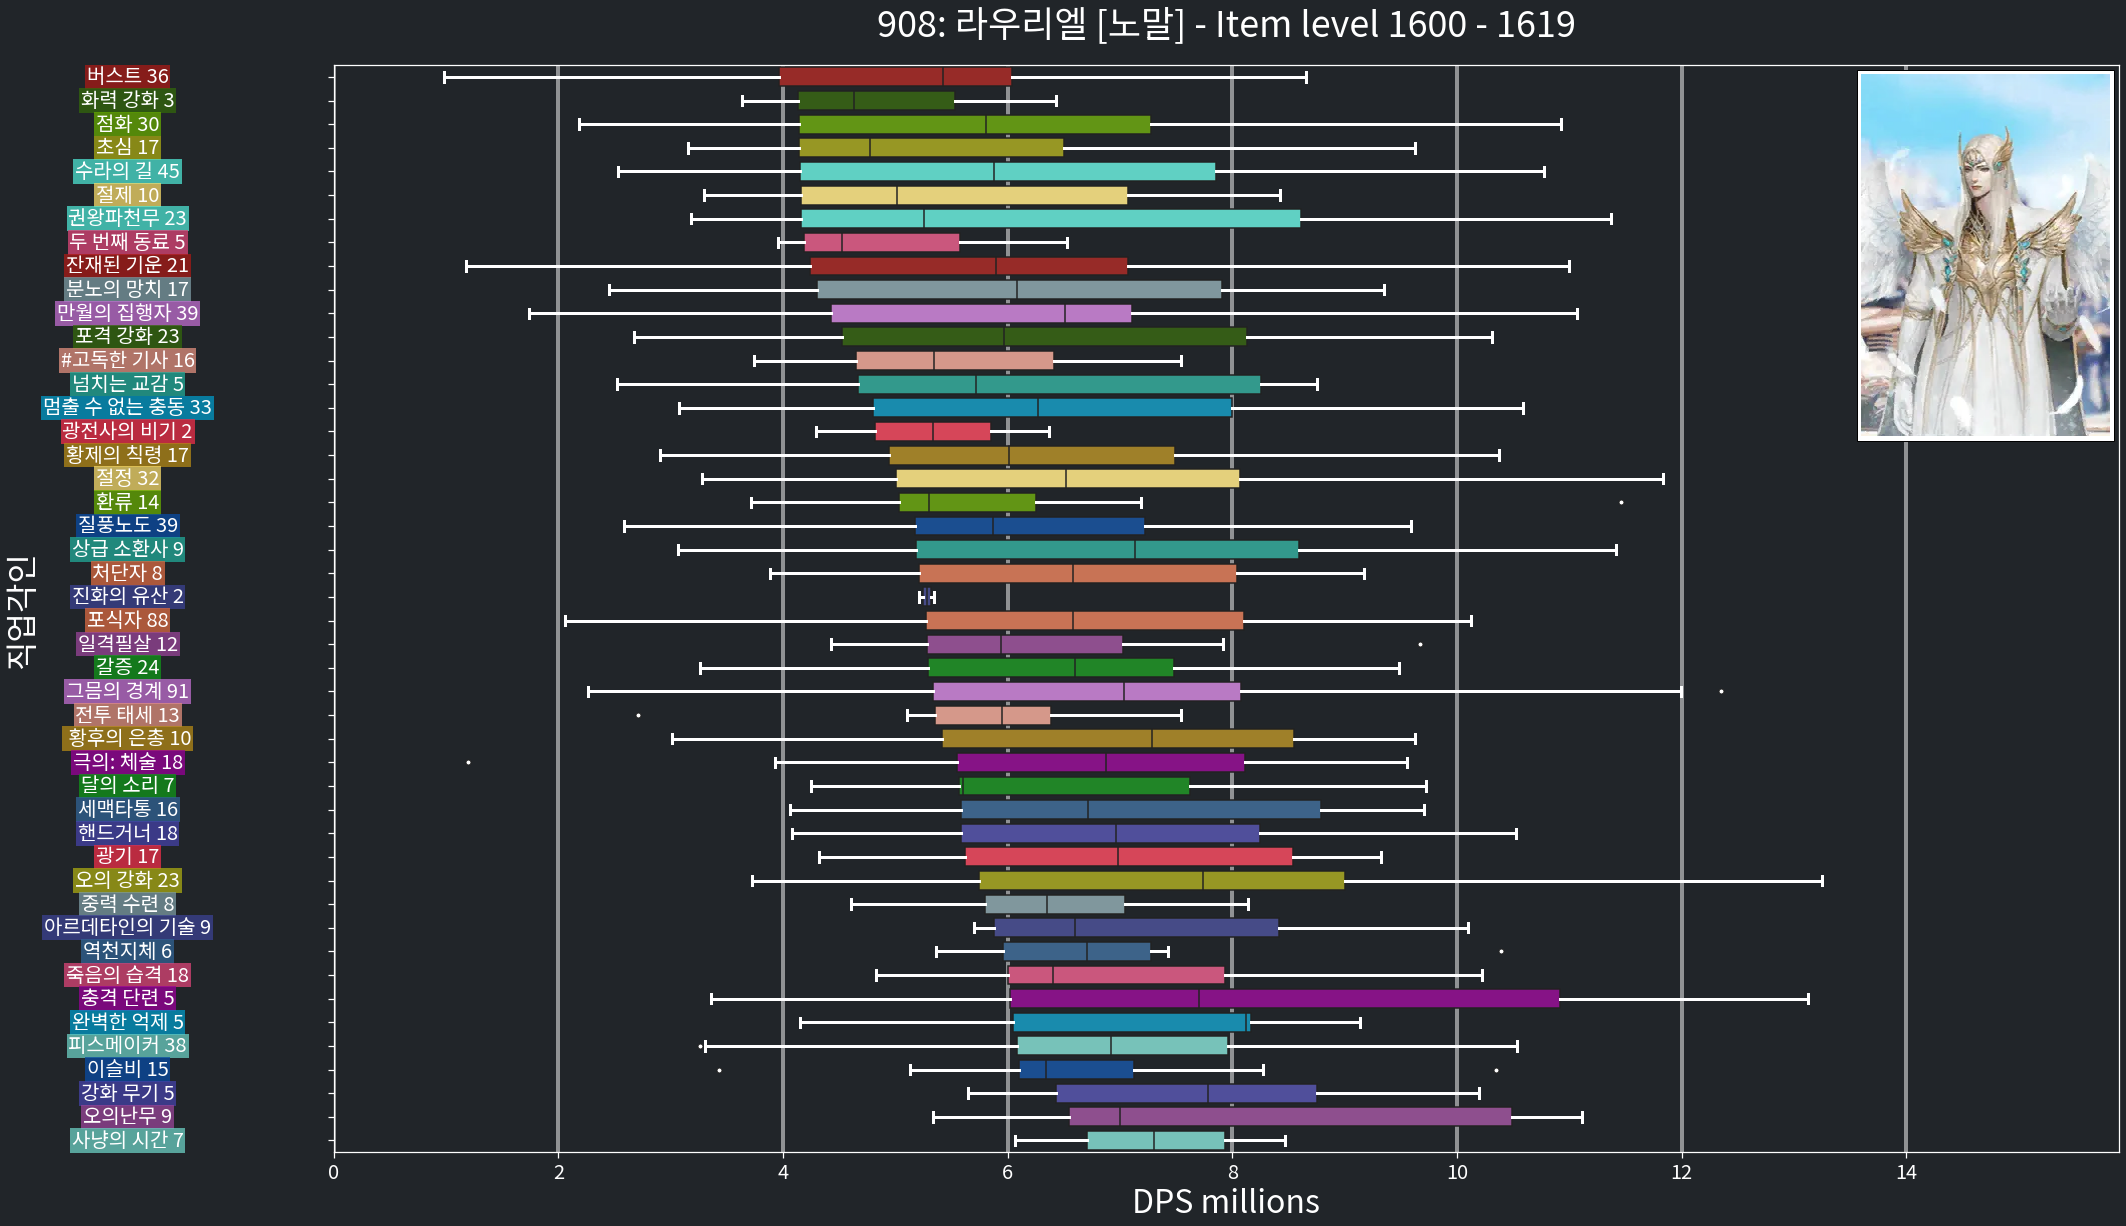 908: 라우리엘 [노말] - Item level 1600 - 1619
버스트 36
화력 강화 3
점화 30
초심 17
수라의 길 45
절제 10
권왕파천무 23
두 번째 동료 5
잔재된 기운 21
분노의 망치 17
만월의 집행자 39
포격 강화 23
#고독한 기사 16
넘치는 교감 5
멈출 수 없는 충동 33
광전사의 비기 2
황제의 칙령 17
절정 32
환류 14
질풍노도 39
상급 소환사 9
처단자 8
진화의 유산 2
포식자 88
일격필살 12
갈증 24
그믐의 경계 91
전투 태세 13
황후의 은총 10
극의: 체술 18
달의 소리 7
세맥타통 16
핸드거너 18
광기 17
오의 강화 23
중력 수련 8
아르데타인의 기술 9
역천지체 6
죽음의 습격 18
충격 단련 5
완벽한 억제 5
피스메이커 38
이슬비 15
강화 무기 5
오의난무 9
사냥의 시간 7
직업각인
0 2 4 6 8 10 12 14
DPS millions